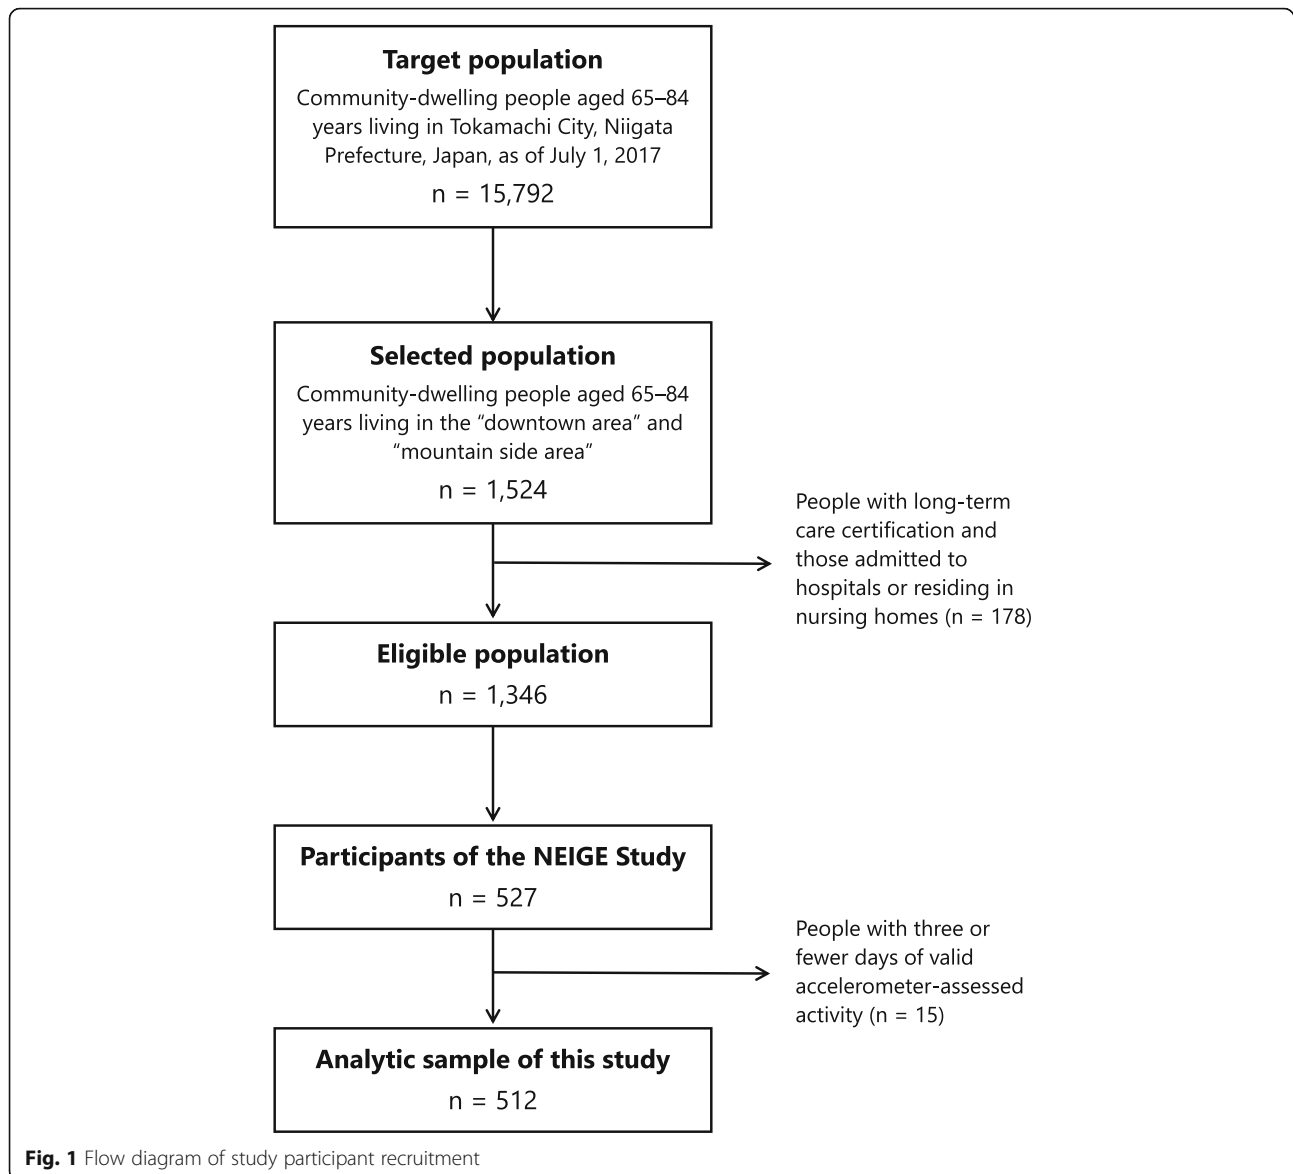 Target population
Community-dwelling people aged 65–84
years living in Tokamachi City, Niigata
Prefecture, Japan, as of July 1, 2017
n = 15,792
Selected population
Community-dwelling people aged 65–84
years living in the “downtown area” and
“mountain side area”
n = 1,524
People with long-term
care certification and
those admitted to
hospitals or residing in
nursing homes (n = 178)
Eligible population
n = 1,346
Participants of the NEIGE Study
n = 527
People with three or
fewer days of valid
accelerometer-assessed
activity (n = 15)
Analytic sample of this study
n = 512
Fig. 1 Flow diagram of study participant recruitment